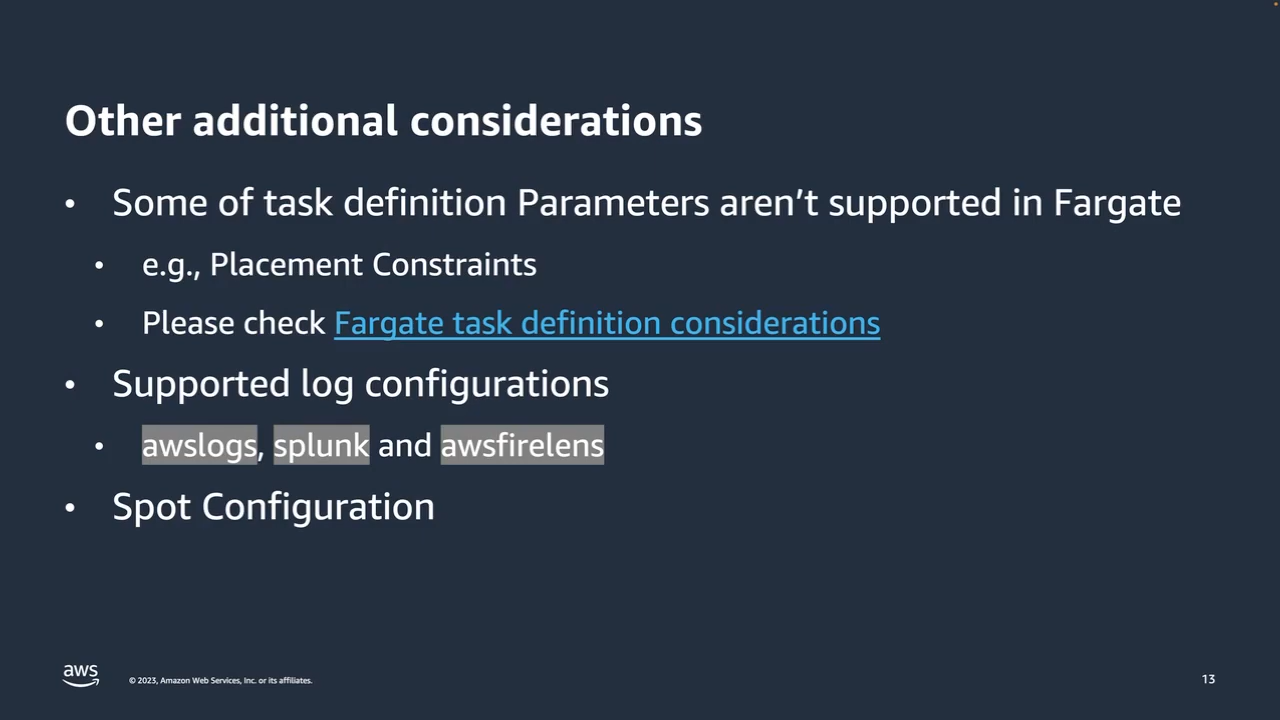 Other additional considerations
• Some of task definition Parameters aren’t supported in Fargate
• e.g., Placement Constraints
• Please check Fargate task definition considerations
• Supported log configurations
• awslogs, splunk and awsfirelens
• Spot Configuration
aws
© 2023, Amazon Web Services, Inc. or its affiliates.
13